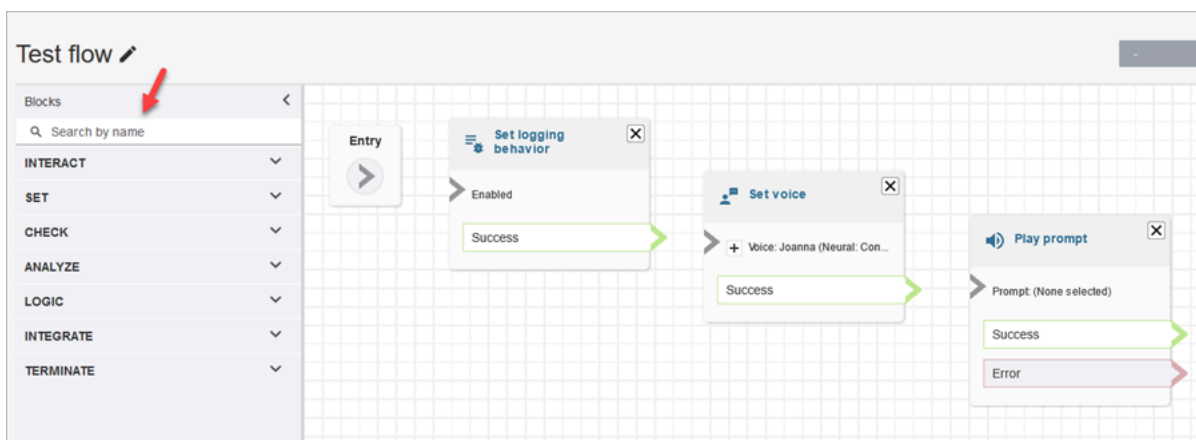 Test flow
-
Blocks
Search by name
INTERACT
SET
CHECK
ANALYZE
LOGIC
INTEGRATE
TERMINATE
Entry
Set logging
behavior
Enabled
Success
Set voice
Voice: Joanna (Neural: Con...
Success
Play prompt
Prompt: (None selected)
Success
Error